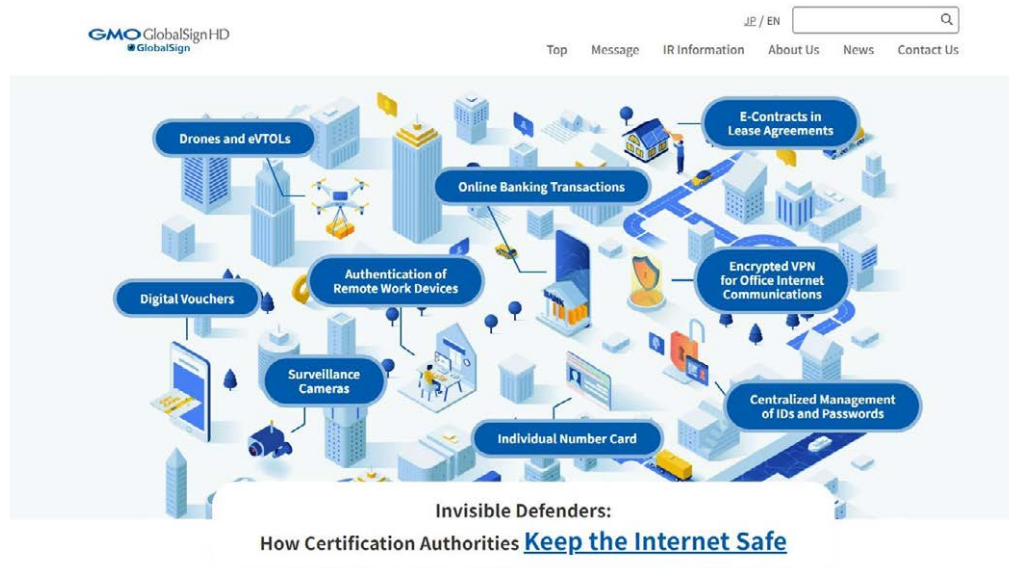 GMO GlobalSign HD
GlobalSign
JP / EN
Top Message IR Information About Us News Contact Us
Drones and eVTOLs
E-Contracts in
Lease Agreements
Online Banking Transactions
Authentication of
Remote Work Devices
Encrypted VPN
for Office Internet
Communications
Digital Vouchers
Surveillance
Cameras
Centralized Management
of IDs and Passwords
Individual Number Card
BANK
Invisible Defenders:
How Certification Authorities Keep the Internet Safe